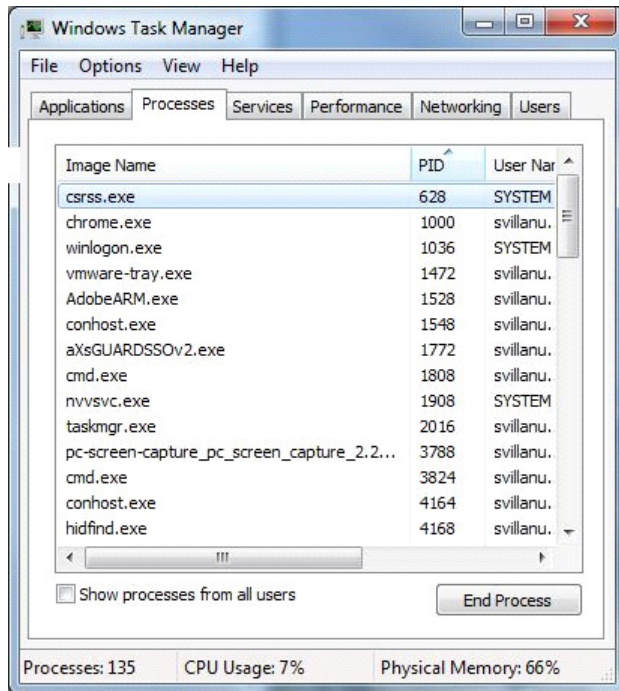 Windows Task Manager
File Options View Help
Applications Processes Services Performance Networking Users
Image Name PID User Nar
csrss.exe 628 SYSTEM
chrome.exe 1000 svillanu.
winlogon.exe 1036 SYSTEM
vmware-tray.exe 1472 svillanu.
AdobeARM.exe 1528 svillanu.
conhost.exe 1548 svillanu.
aXsGUARDSSOv2.exe 1772 svillanu.
cmd.exe 1808 svillanu.
nvvsvc.exe 1908 SYSTEM
taskmgr.exe 2016 svillanu.
pc-screen-capture_pc_screen_capture_2.2... 3788 svillanu.
cmd.exe 3824 svillanu.
conhost.exe 4164 svillanu.
hidfind.exe 4168 svillanu.
Show processes from all users End Process
Processes: 135 CPU Usage: 7% Physical Memory: 66%